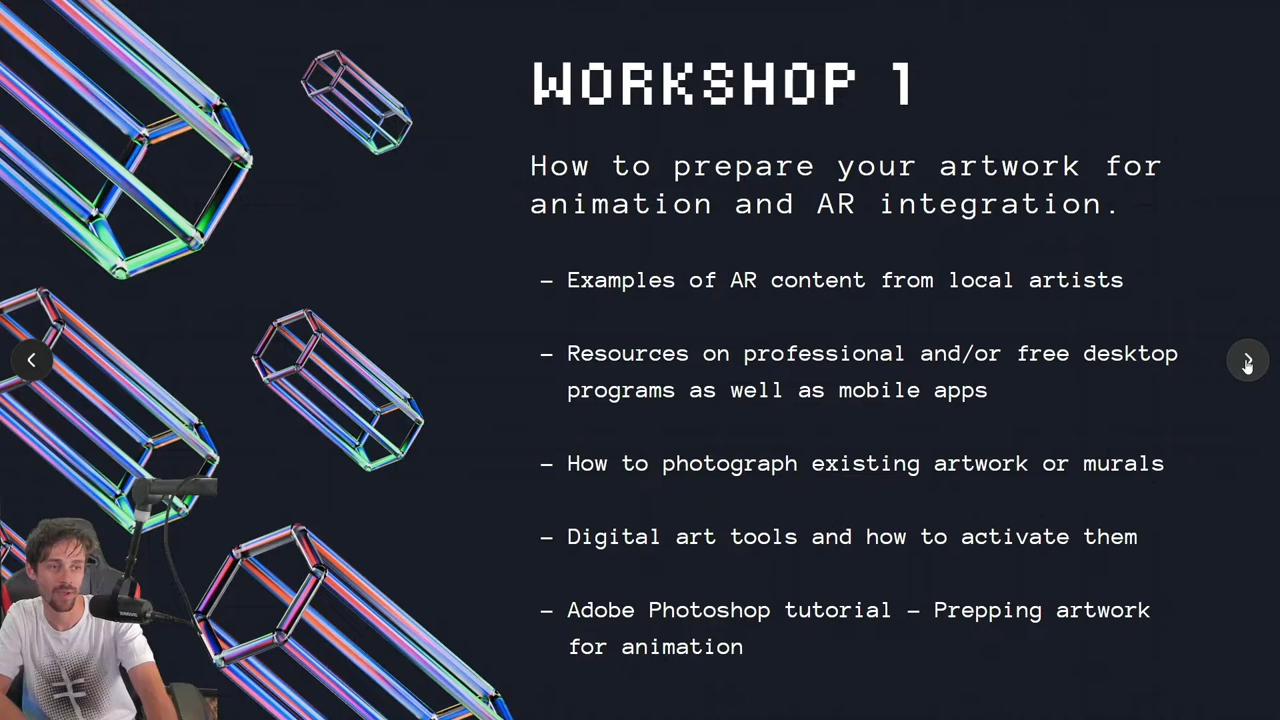 WORKSHOP 1
How to prepare your artwork for
animation and AR integration.
- Examples of AR content from local artists
- Resources on professional and/or free desktop
programs as well as mobile apps
- How to photograph existing artwork or murals
- Digital art tools and how to activate them
- Adobe Photoshop tutorial - Prepping artwork
for animation